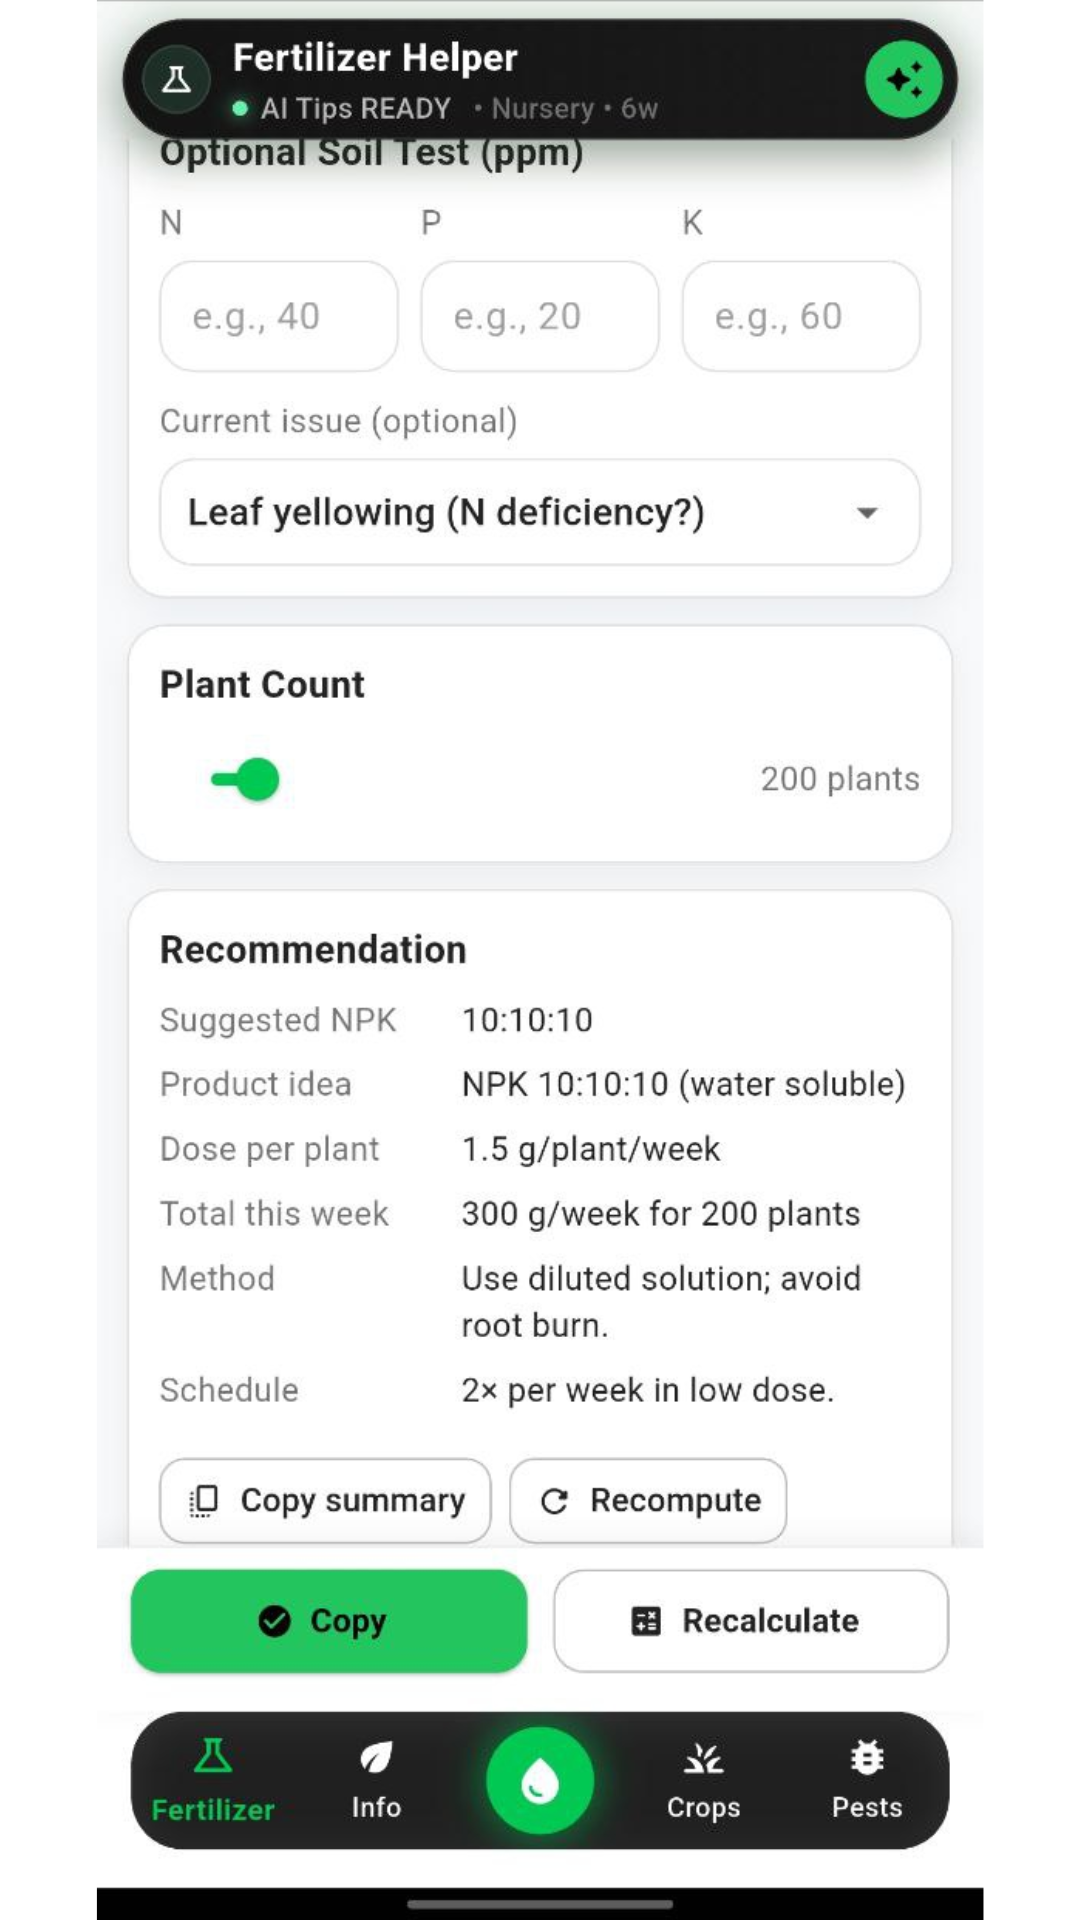 Fertilizer Helper
AI Tips READY • Nursery • 6w
Optional Soil Test (ppm)
N P K
e.g., 40 e.g., 20 e.g., 60
Current issue (optional)
Leaf yellowing (N deficiency?)
Plant Count
200 plants
Recommendation
Suggested NPK 10:10:10
Product idea NPK 10:10:10 (water soluble)
Dose per plant 1.5 g/plant/week
Total this week 300 g/week for 200 plants
Method Use diluted solution; avoid
root burn.
Schedule 2× per week in low dose.
Copy summary Recompute
Copy Recalculate
Fertilizer Info Crops Pests